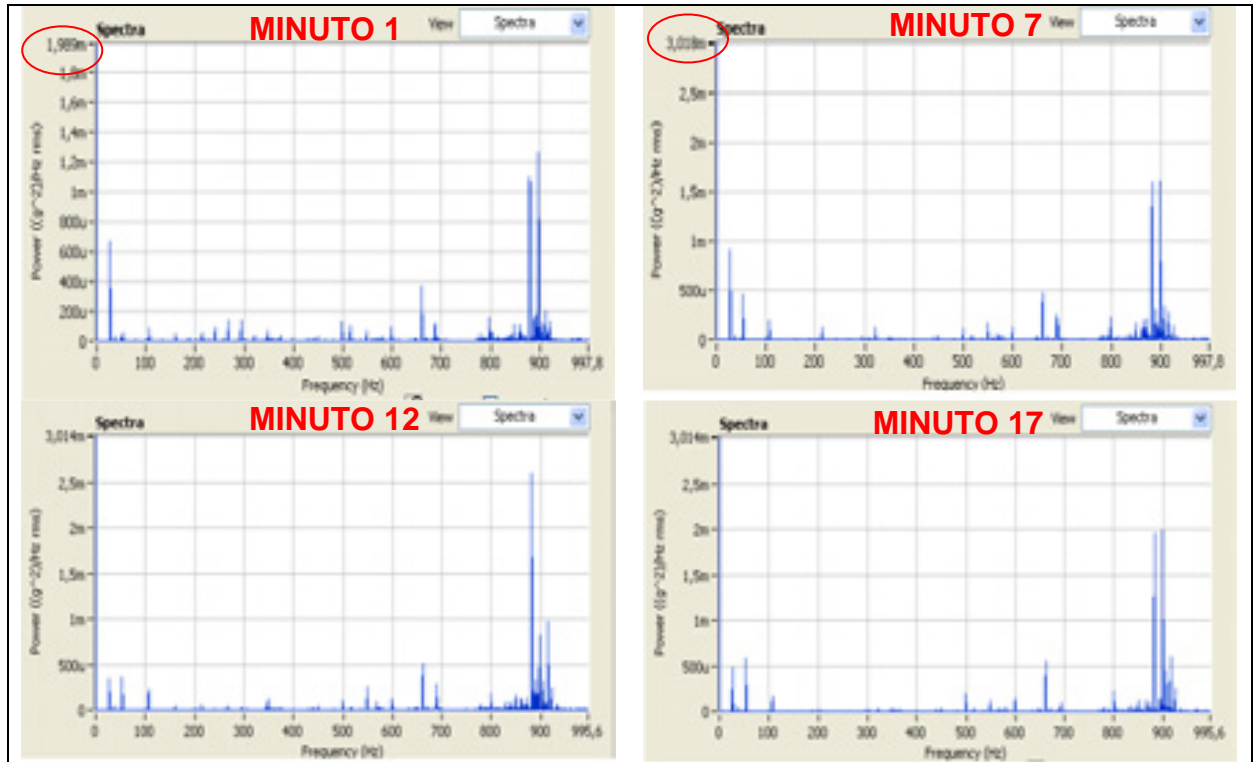 MINUTO 1
View Spectra
Spectra
1,989m
1,8m
1,6m
1,4m
1,2m
1m
800u
600u
400u
200u
0
Power ((g^2)/Hz rms)
0 100 200 300 400 500 600 700 800 900 997,8
Frequency (Hz)
MINUTO 7
View Spectra
Spectra
3,018m
2,5m
2m
1,5m
1m
500u
0
Power ((g^2)/Hz rms)
0 100 200 300 400 500 600 700 800 900 997,8
Frequency (Hz)
MINUTO 12
View Spectra
Spectra
3,014m
2,5m
2m
1,5m
1m
500u
0
Power ((g^2)/Hz rms)
0 100 200 300 400 500 600 700 800 900 995,6
Frequency (Hz)
MINUTO 17
View Spectra
Spectra
3,014m
2,5m
2m
1,5m
1m
500u
0
Power ((g^2)/Hz rms)
0 100 200 300 400 500 600 700 800 900 995,6
Frequency (Hz)